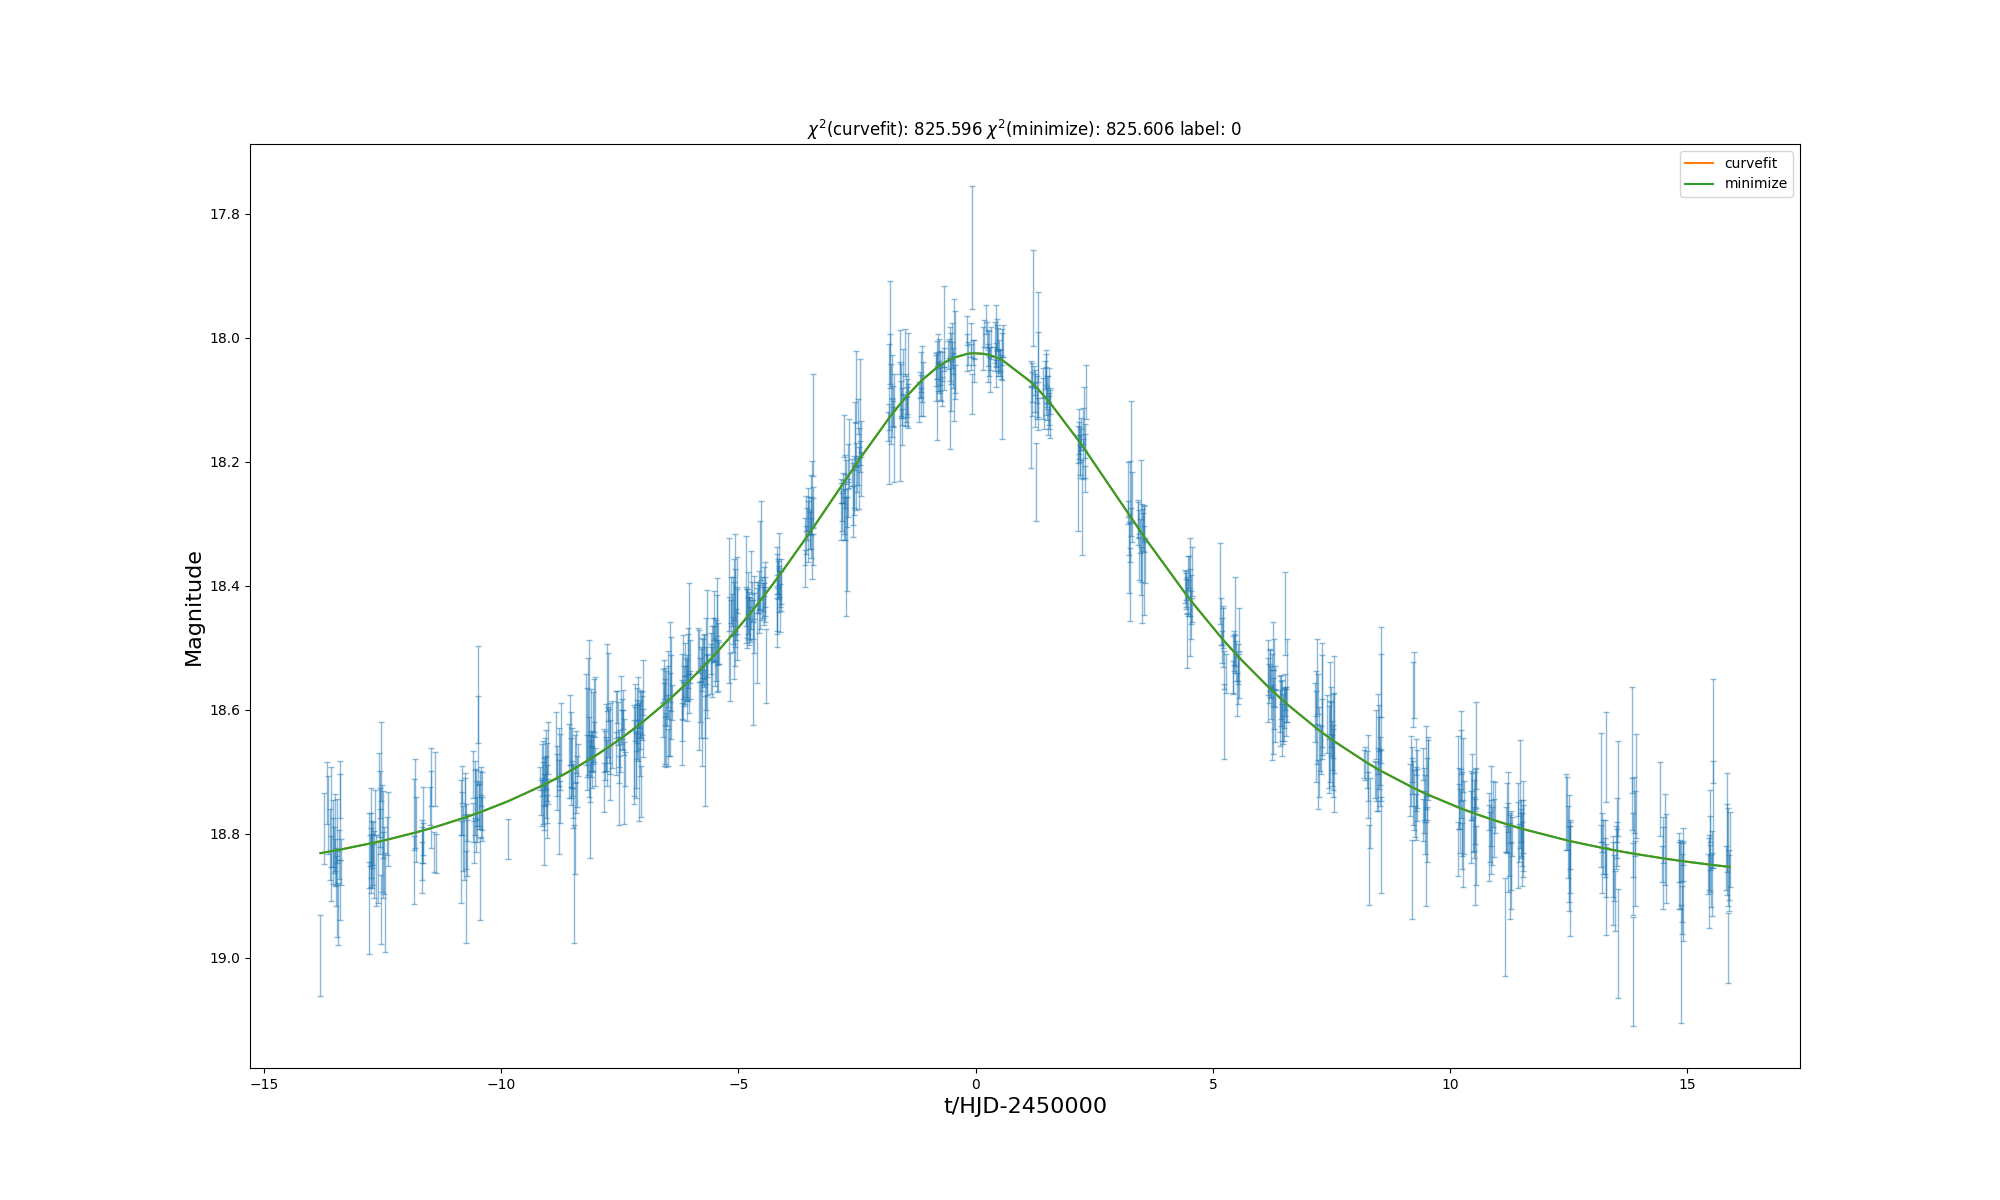 χ²(curvefit): 825.596 χ²(minimize): 825.606 label: 0
curvefit
minimize
17.8
18.0
18.2
18.4
18.6
18.8
19.0
Magnitude
−15
−10
−5
0
5
10
15
t/HJD-2450000